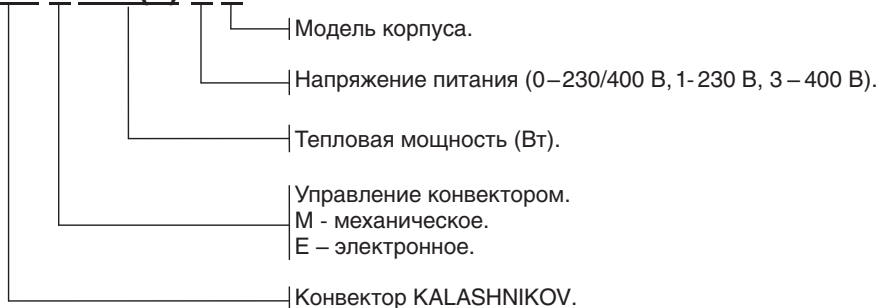 Модель корпуса.
Напряжение питания (0–230/400 В, 1- 230 В, 3 – 400 В).
Тепловая мощность (Вт).
Управление конвектором.
М - механическое.
Е – электронное.
Конвектор KALASHNIKOV.